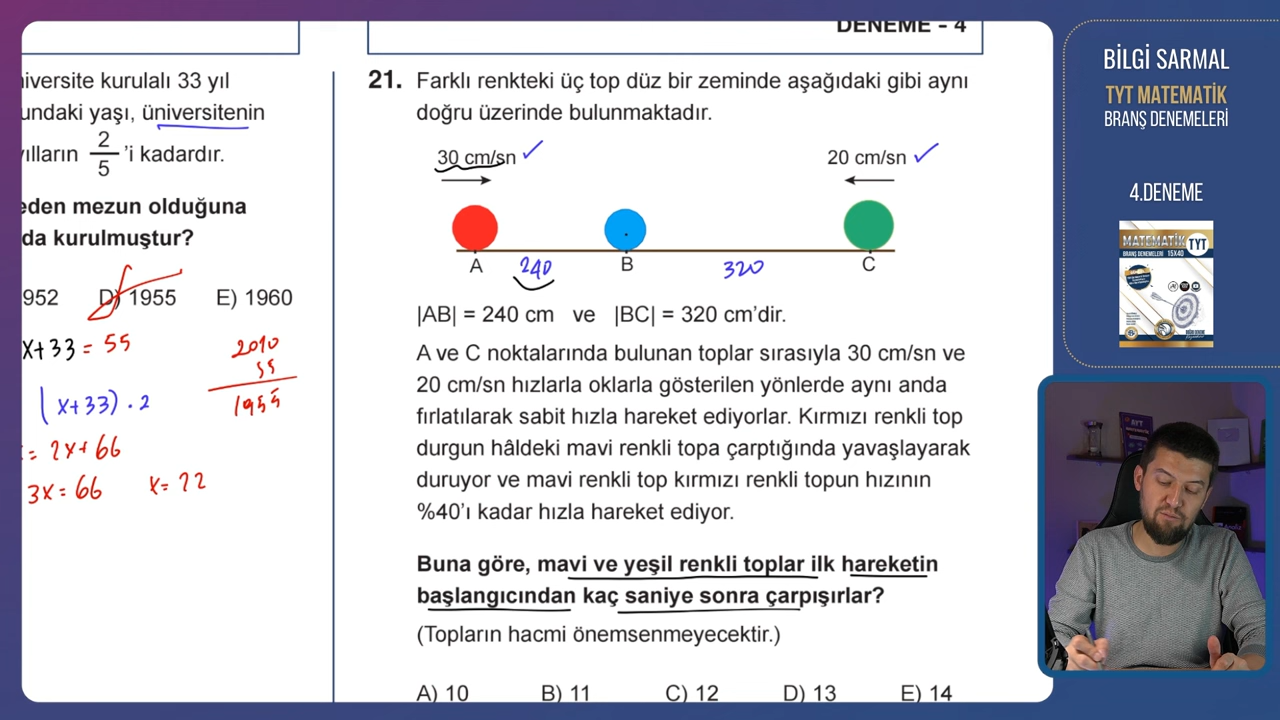 DENEME - 4
niversite kurulalı 33 yıl
undaki yaşı, üniversitenin
yılların 2/5 'i kadardır.
eden mezun olduğuna
da kurulmuştur?
952 D) 1955 E) 1960
x+33 = 55
2010
55
1955
(x+33) . 2
= 2x+66
3x = 66 x = 22
21. Farklı renkteki üç top düz bir zeminde aşağıdaki gibi aynı
doğru üzerinde bulunmaktadır.
30 cm/sn 20 cm/sn
A 240 B 320 C
|AB| = 240 cm ve |BC| = 320 cm'dir.
A ve C noktalarında bulunan toplar sırasıyla 30 cm/sn ve
20 cm/sn hızlarla oklarla gösterilen yönlerde aynı anda
fırlatılarak sabit hızla hareket ediyorlar. Kırmızı renkli top
durgun hâldeki mavi renkli topa çarptığında yavaşlayarak
duruyor ve mavi renkli top kırmızı renkli topun hızının
%40'ı kadar hızla hareket ediyor.
Buna göre, mavi ve yeşil renkli toplar ilk hareketin
başlangıcından kaç saniye sonra çarpışırlar?
(Topların hacmi önemsenmeyecektir.)
A) 10 B) 11 C) 12 D) 13 E) 14
BİLGİ SARMAL
TYT MATEMATİK
BRANŞ DENEMELERİ
4.DENEME
MATEMATİK TYT
BRANŞ DENEMELERİ 15X40